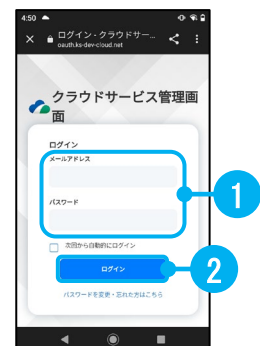 4:50
ログイン - クラウドサー...
oauth.ks-dev-cloud.net
クラウドサービス管理画
面
ログイン
メールアドレス
1
パスワード
次回から自動的にログイン
ログイン
2
パスワードを変更・忘れた方はこちら